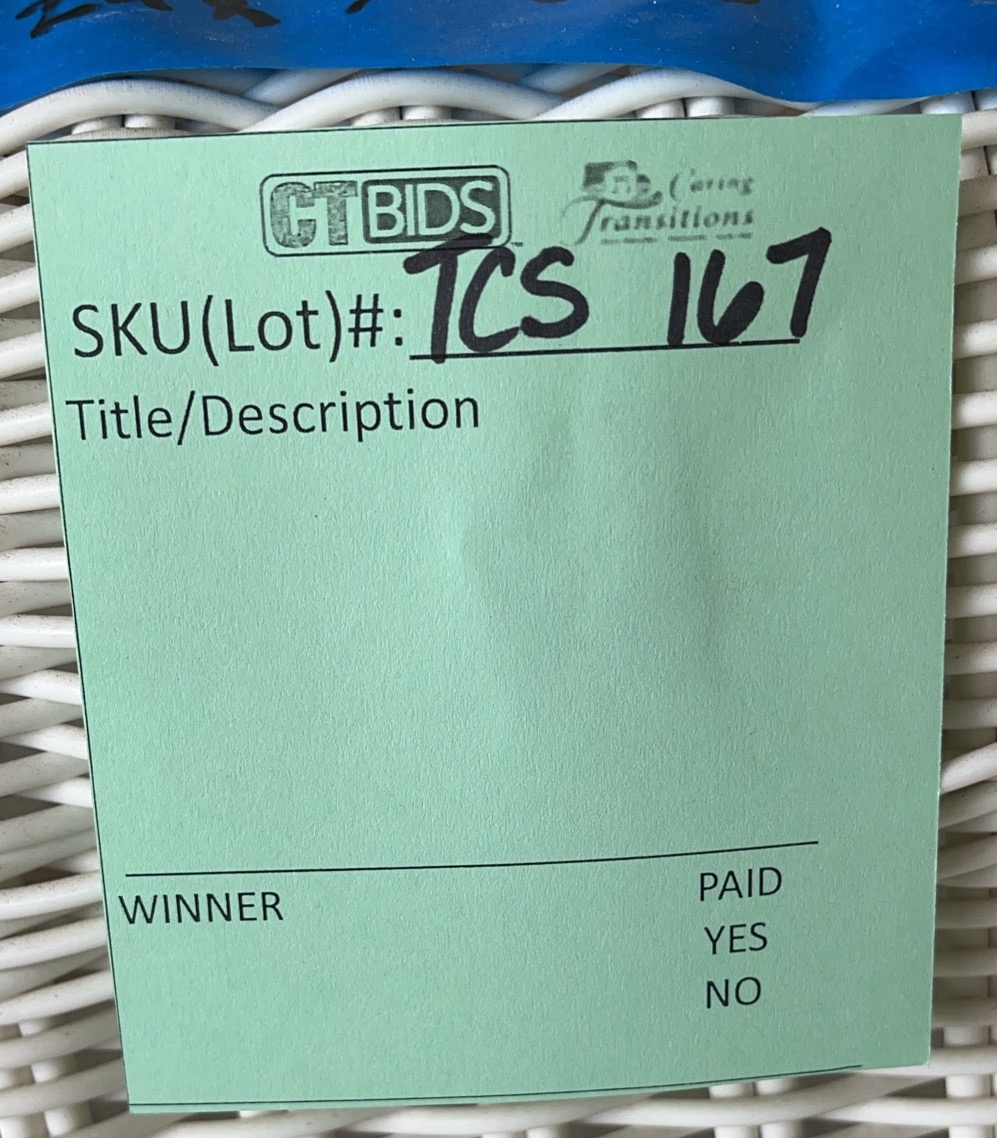 CTBIDS Caring
Transitions
SKU(Lot)#: TCS 167
Title/Description
WINNER PAID
YES
NO